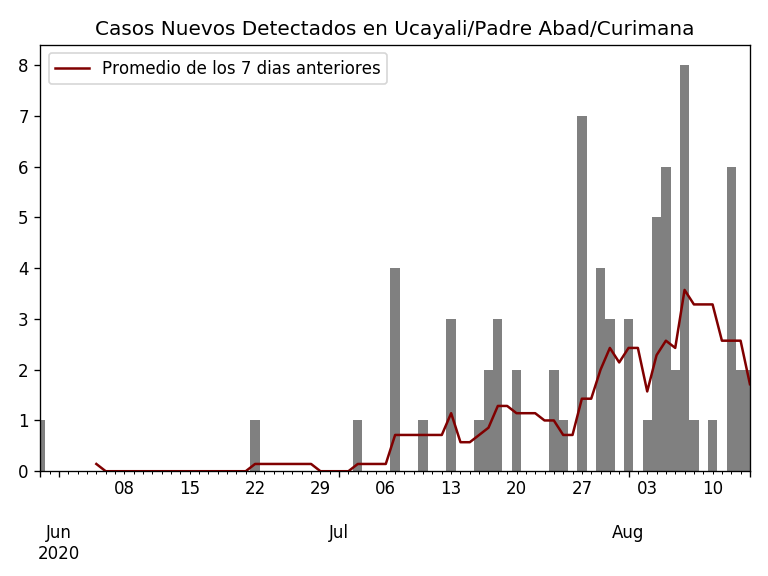 Casos Nuevos Detectados en Ucayali/Padre Abad/Curimana
Promedio de los 7 dias anteriores
8
7
6
5
4
3
2
1
0
08 15 22 29 06 13 20 27 03 10
Jun Jul Aug
2020